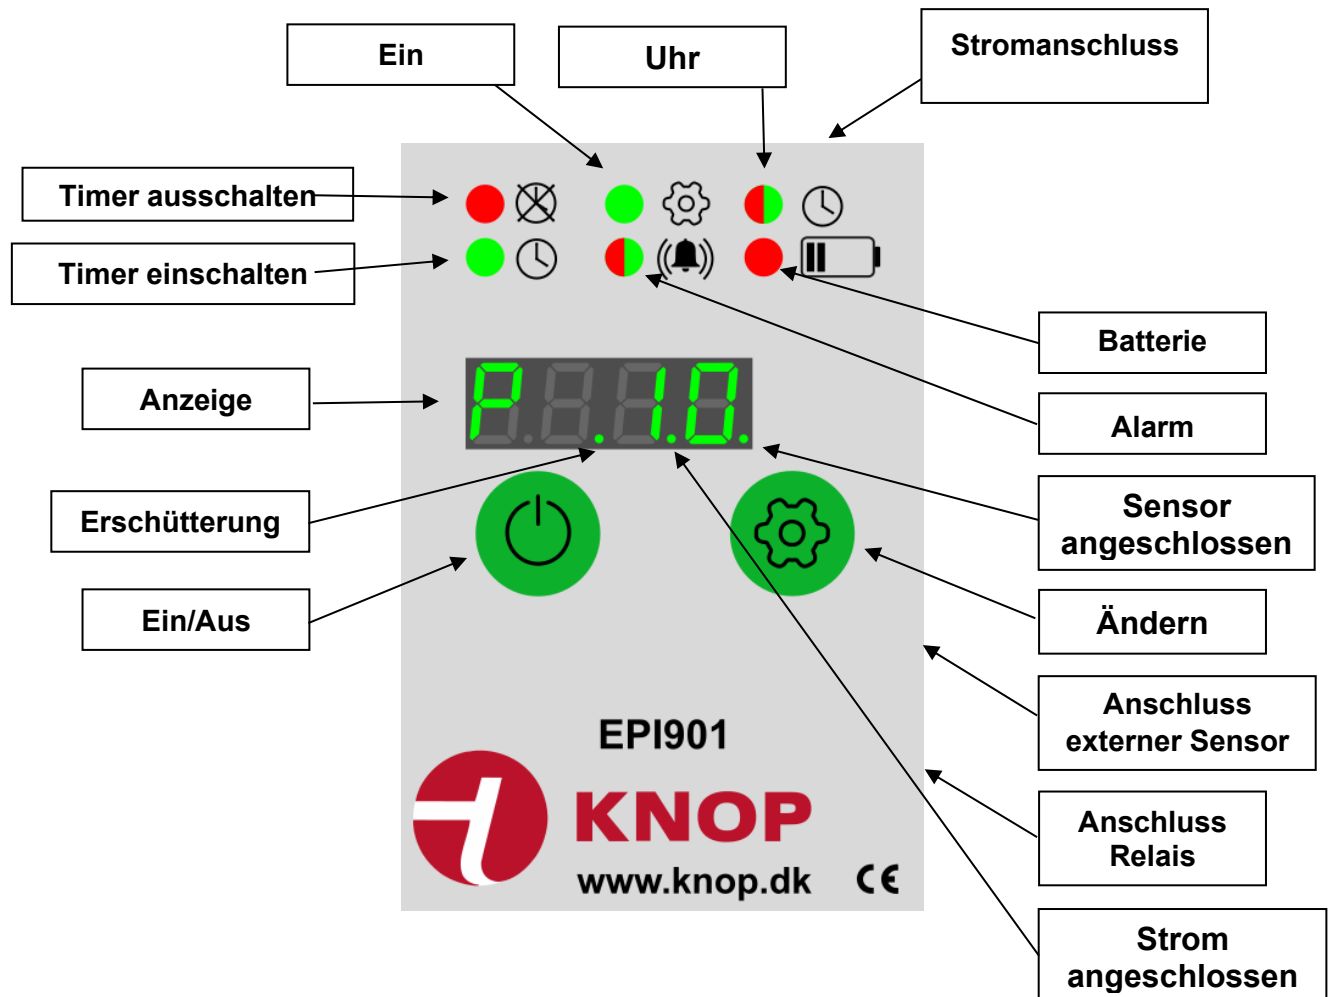 Ein
Uhr
Stromanschluss
Timer ausschalten
Timer einschalten
Anzeige
P .1.0.
Erschütterung
Ein/Aus
Batterie
Alarm
Sensor
angeschlossen
Ändern
Anschluss
externer Sensor
Anschluss
Relais
Strom
angeschlossen
EPI901
KNOP
www.knop.dk CE